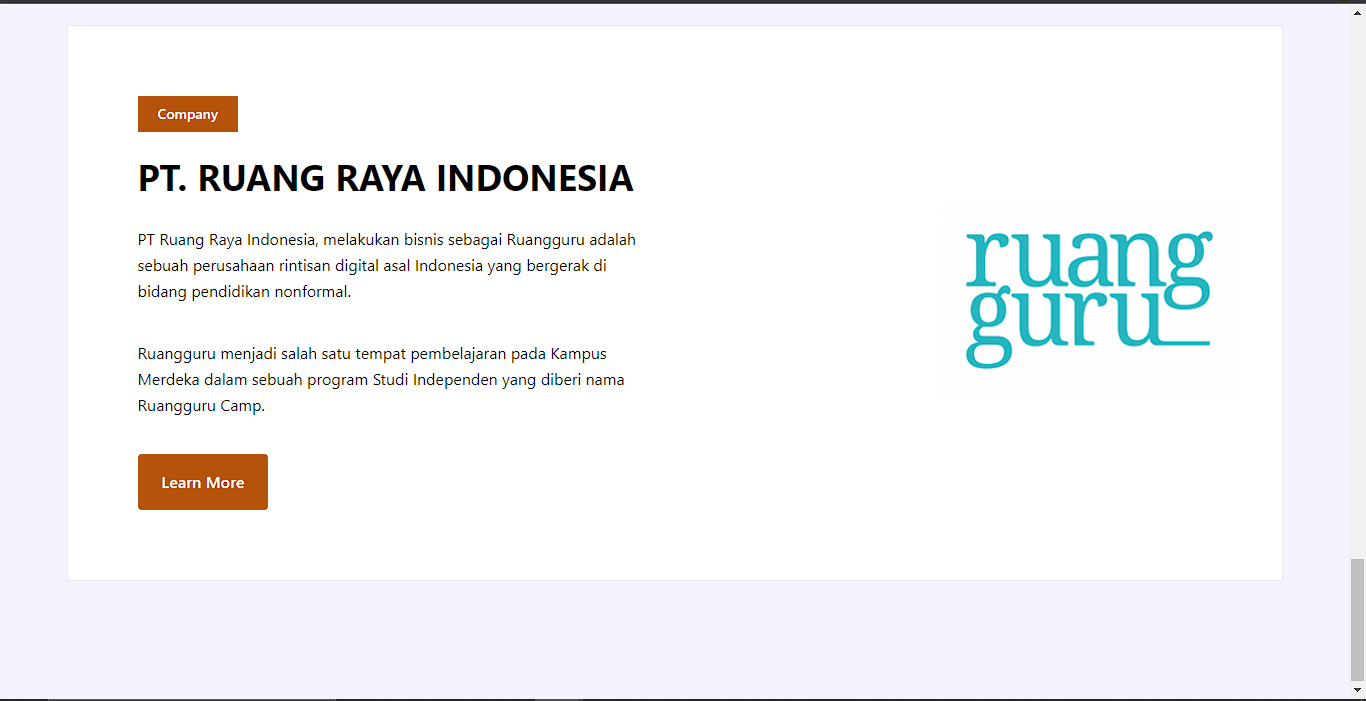 Company
PT. RUANG RAYA INDONESIA
PT Ruang Raya Indonesia, melakukan bisnis sebagai Ruangguru adalah
sebuah perusahaan rintisan digital asal Indonesia yang bergerak di
bidang pendidikan nonformal.
Ruangguru menjadi salah satu tempat pembelajaran pada Kampus
Merdeka dalam sebuah program Studi Independen yang diberi nama
Ruangguru Camp.
Learn More
ruang
guru